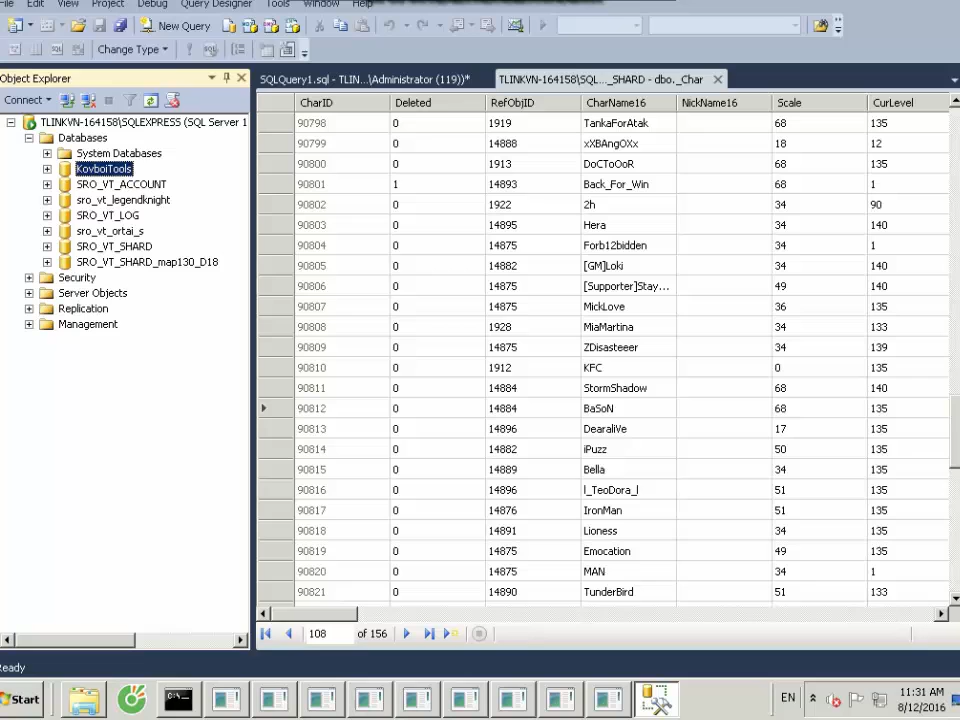 File Edit View Project Debug Query Designer Tools Window Help
New Query
Change Type
Object Explorer
SQLQuery1.sql - TLIN...\Administrator (119))*
TLINKVN-164158\SQL..._SHARD - dbo._Char
Connect
TLINKVN-164158\SQLEXPRESS (SQL Server 1
Databases
System Databases
KovboiTools
SRO_VT_ACCOUNT
sro_vt_legendknight
SRO_VT_LOG
sro_vt_ortai_s
SRO_VT_SHARD
SRO_VT_SHARD_map130_D18
Security
Server Objects
Replication
Management
CharID Deleted RefObjID CharName16 NickName16 Scale CurLevel
90798 0 1919 TankaForAtak 68 135
90799 0 14888 xXBAngOXx 18 12
90800 0 1913 DoCToOoR 68 135
90801 1 14893 Back_For_Win 68 1
90802 0 1922 2h 34 90
90803 0 14895 Hera 34 140
90804 0 14875 Forb12bidden 34 1
90805 0 14882 [GM]Loki 34 140
90806 0 14875 [Supporter]Stay... 49 140
90807 0 14875 MickLove 36 135
90808 0 1928 MiaMartina 34 133
90809 0 14875 ZDisasteeer 34 139
90810 0 1912 KFC 0 135
90811 0 14884 StormShadow 68 140
90812 0 14884 BaSoN 68 135
90813 0 14896 DearaliVe 17 135
90814 0 14882 iPuzz 50 135
90815 0 14889 Bella 34 135
90816 0 14896 l_TeoDora_l 51 135
90817 0 14876 IronMan 51 135
90818 0 14891 Lioness 34 135
90819 0 14875 Emocation 49 135
90820 0 14875 MAN 34 1
90821 0 14890 TunderBird 51 133
108 of 156
Ready
Start
EN
11:31 AM
8/12/2016